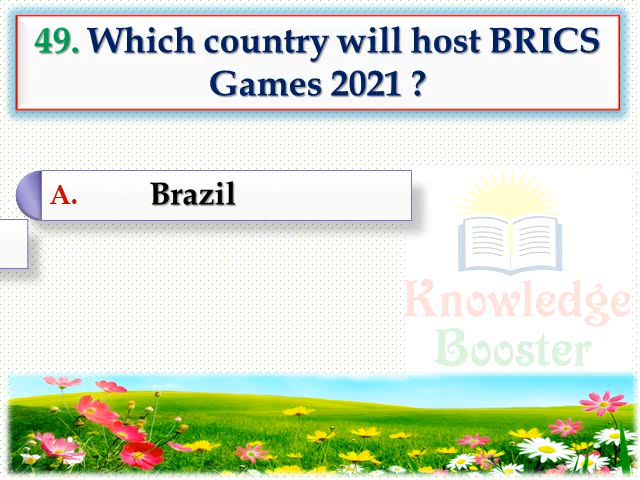 49. Which country will host BRICS
Games 2021 ?
A. Brazil
Knowledge
Booster